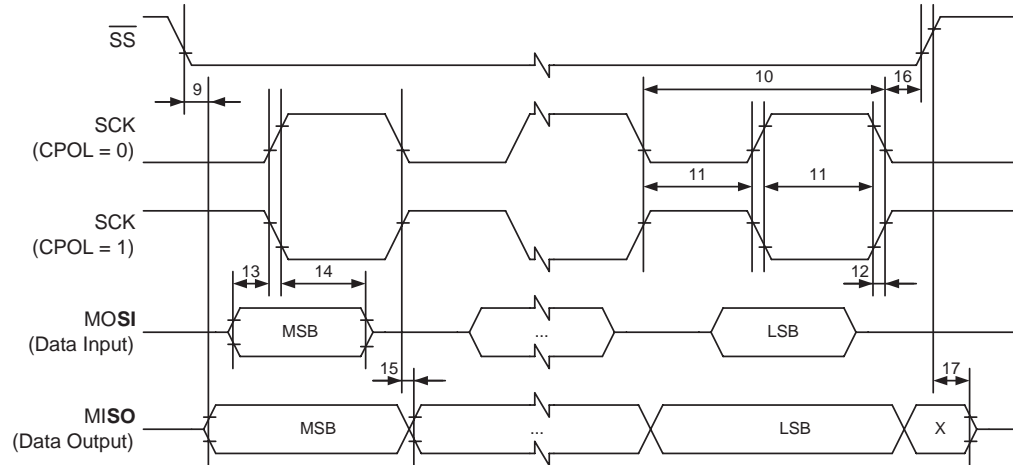 SS
9
10
16
SCK
(CPOL = 0)
11
11
SCK
(CPOL = 1)
13
14
12
MOSI
(Data Input)
MSB
...
LSB
15
17
MISO
(Data Output)
MSB
...
LSB
X